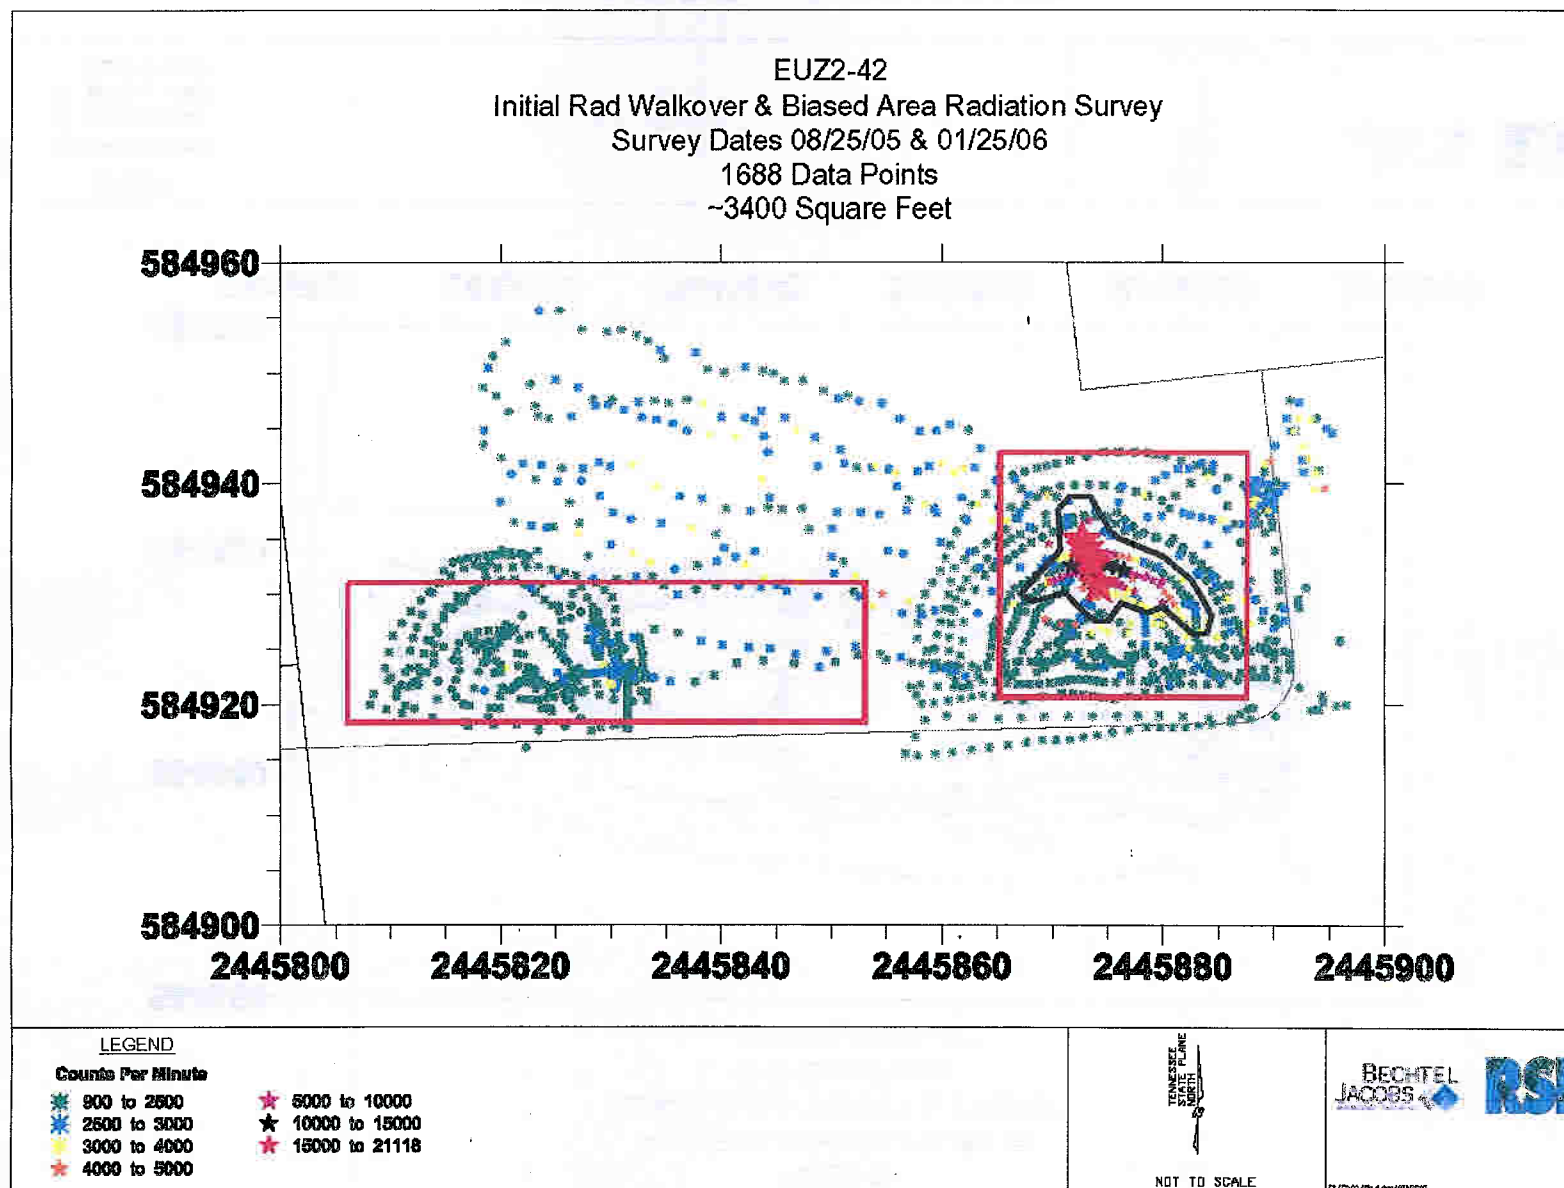 EUZ2-42
Initial Rad Walkover & Biased Area Radiation Survey
Survey Dates 08/25/05 & 01/25/06
1688 Data Points
~3400 Square Feet
584960
584940
584920
584900
2445800 2445820 2445840 2445860 2445880 2445900
LEGEND
Counts Per Minute
900 to 2500
2500 to 3000
3000 to 4000
4000 to 5000
5000 to 10000
10000 to 15000
15000 to 21118
TENNESSEE
STATE PLANE
NORTH
NOT TO SCALE
BECHTEL
JACOBS
RSI